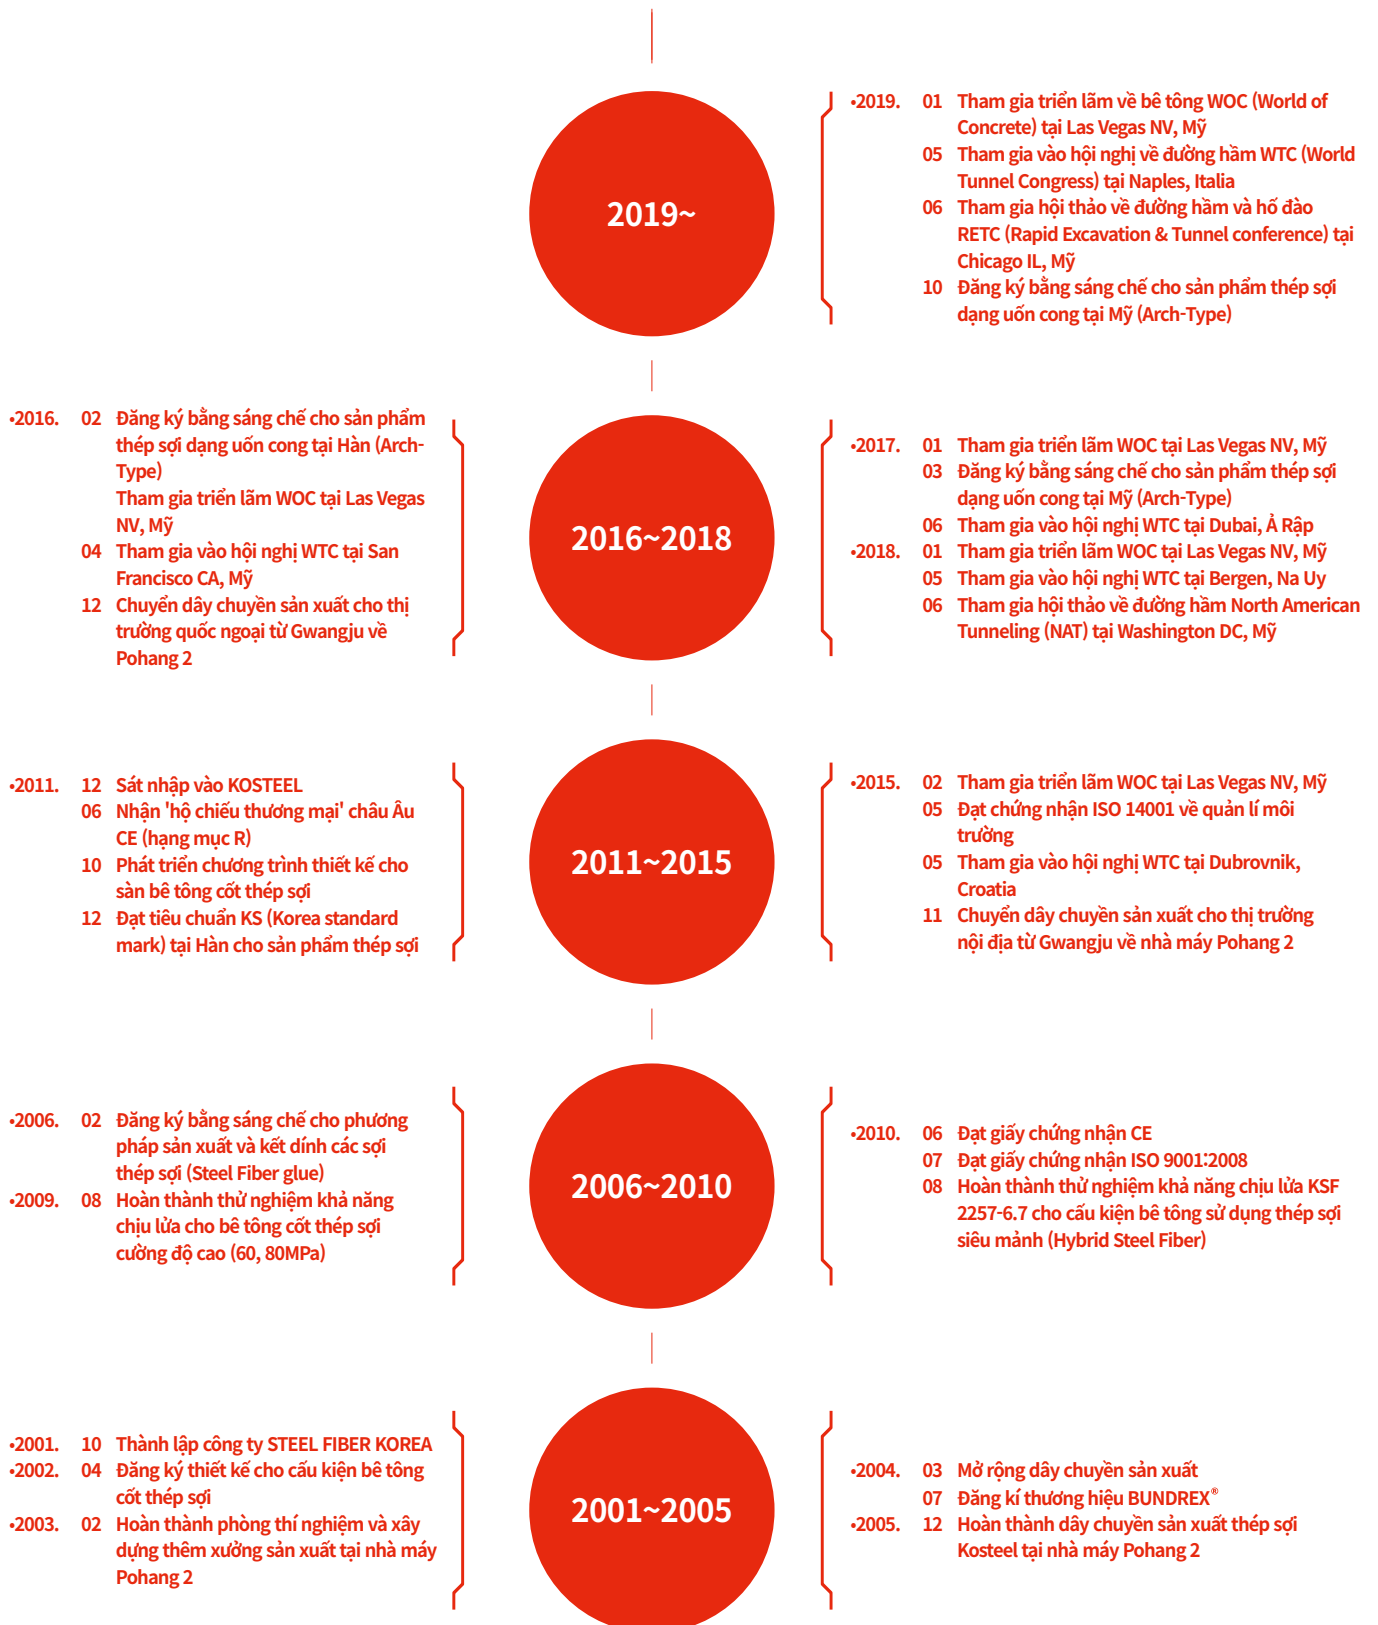 2019~
•2019. 01 Tham gia triển lãm về bê tông WOC (World of
Concrete) tại Las Vegas NV, Mỹ
05 Tham gia vào hội nghị về đường hầm WTC (World
Tunnel Congress) tại Naples, Italia
06 Tham gia hội thảo về đường hầm và hố đào
RETC (Rapid Excavation & Tunnel conference) tại
Chicago IL, Mỹ
10 Đăng ký bằng sáng chế cho sản phẩm thép sợi
dạng uốn cong tại Mỹ (Arch-Type)
•2016. 02 Đăng ký bằng sáng chế cho sản phẩm
thép sợi dạng uốn cong tại Hàn (Arch-
Type)
Tham gia triển lãm WOC tại Las Vegas
NV, Mỹ
04 Tham gia vào hội nghị WTC tại San
Francisco CA, Mỹ
12 Chuyển dây chuyền sản xuất cho thị
trường quốc ngoại từ Gwangju về
Pohang 2
2016~2018
•2017. 01 Tham gia triển lãm WOC tại Las Vegas NV, Mỹ
03 Đăng ký bằng sáng chế cho sản phẩm thép sợi
dạng uốn cong tại Mỹ (Arch-Type)
06 Tham gia vào hội nghị WTC tại Dubai, Ả Rập
•2018. 01 Tham gia triển lãm WOC tại Las Vegas NV, Mỹ
05 Tham gia vào hội nghị WTC tại Bergen, Na Uy
06 Tham gia hội thảo về đường hầm North American
Tunneling (NAT) tại Washington DC, Mỹ
•2011. 12 Sát nhập vào KOSTEEL
06 Nhận 'hộ chiếu thương mại' châu Âu
CE (hạng mục R)
10 Phát triển chương trình thiết kế cho
sàn bê tông cốt thép sợi
12 Đạt tiêu chuẩn KS (Korea standard
mark) tại Hàn cho sản phẩm thép sợi
2011~2015
•2015. 02 Tham gia triển lãm WOC tại Las Vegas NV, Mỹ
05 Đạt chứng nhận ISO 14001 về quản lí môi
trường
05 Tham gia vào hội nghị WTC tại Dubrovnik,
Croatia
11 Chuyển dây chuyền sản xuất cho thị trường
nội địa từ Gwangju về nhà máy Pohang 2
•2006. 02 Đăng ký bằng sáng chế cho phương
pháp sản xuất và kết dính các sợi
thép sợi (Steel Fiber glue)
•2009. 08 Hoàn thành thử nghiệm khả năng
chịu lửa cho bê tông cốt thép sợi
cường độ cao (60, 80MPa)
2006~2010
•2010. 06 Đạt giấy chứng nhận CE
07 Đạt giấy chứng nhận ISO 9001:2008
08 Hoàn thành thử nghiệm khả năng chịu lửa KSF
2257-6.7 cho cấu kiện bê tông sử dụng thép sợi
siêu mảnh (Hybrid Steel Fiber)
•2001. 10 Thành lập công ty STEEL FIBER KOREA
•2002. 04 Đăng ký thiết kế cho cấu kiện bê tông
cốt thép sợi
•2003. 02 Hoàn thành phòng thí nghiệm và xây
dựng thêm xưởng sản xuất tại nhà máy
Pohang 2
2001~2005
•2004. 03 Mở rộng dây chuyền sản xuất
07 Đăng kí thương hiệu BUNDREX®
•2005. 12 Hoàn thành dây chuyền sản xuất thép sợi
Kosteel tại nhà máy Pohang 2